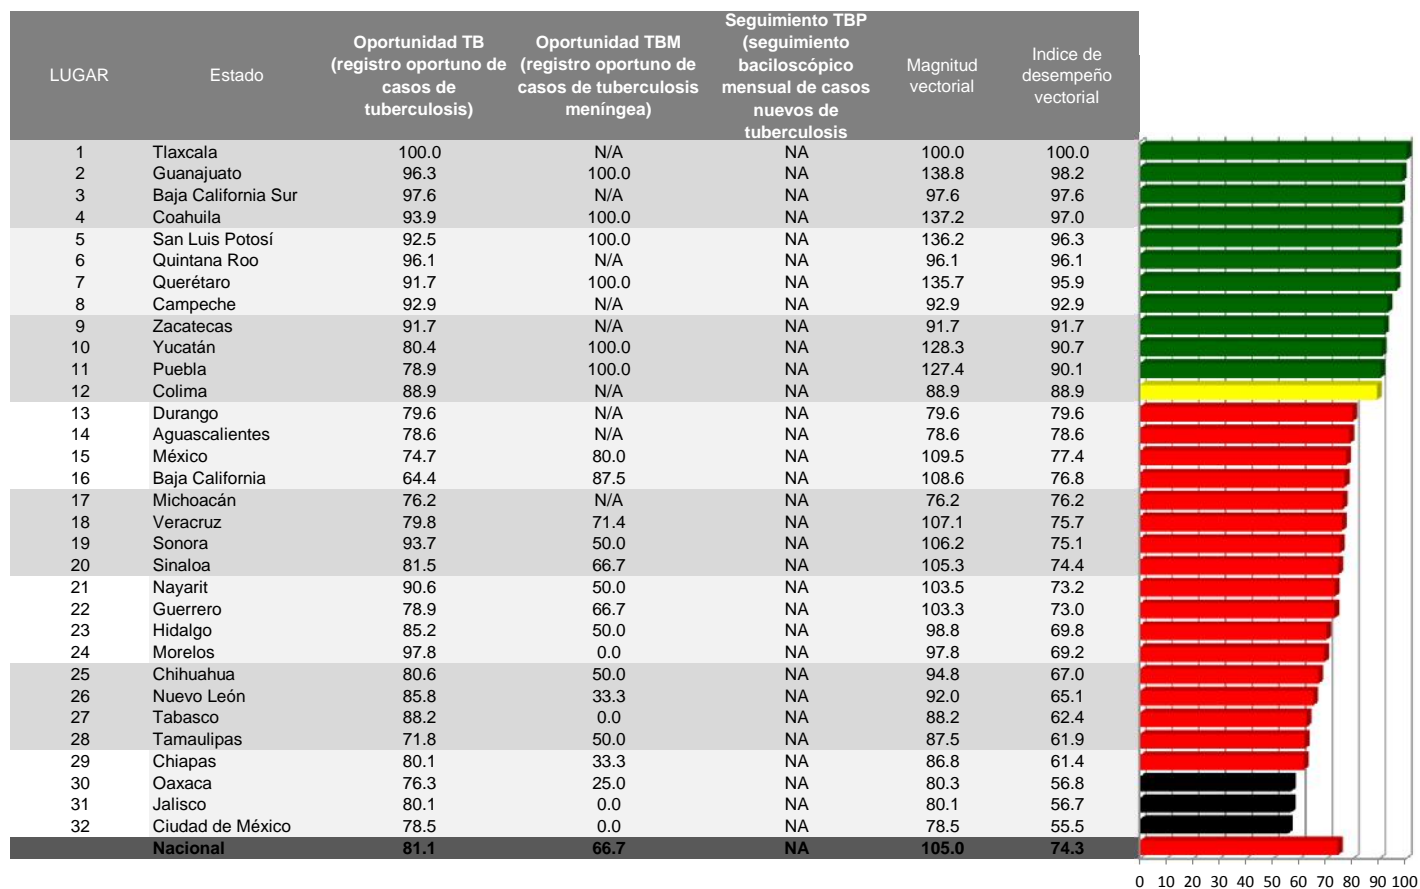 LUGAR Estado Oportunidad TB (registro oportuno de casos de tuberculosis) Oportunidad TBM (registro oportuno de casos de tuberculosis meníngea) Seguimiento TBP (seguimiento baciloscópico mensual de casos nuevos de tuberculosis Magnitud vectorial Indice de desempeño vectorial
1 Tlaxcala 100.0 N/A NA 100.0 100.0
2 Guanajuato 96.3 100.0 NA 138.8 98.2
3 Baja California Sur 97.6 N/A NA 97.6 97.6
4 Coahuila 93.9 100.0 NA 137.2 97.0
5 San Luis Potosí 92.5 100.0 NA 136.2 96.3
6 Quintana Roo 96.1 N/A NA 96.1 96.1
7 Querétaro 91.7 100.0 NA 135.7 95.9
8 Campeche 92.9 N/A NA 92.9 92.9
9 Zacatecas 91.7 N/A NA 91.7 91.7
10 Yucatán 80.4 100.0 NA 128.3 90.7
11 Puebla 78.9 100.0 NA 127.4 90.1
12 Colima 88.9 N/A NA 88.9 88.9
13 Durango 79.6 N/A NA 79.6 79.6
14 Aguascalientes 78.6 N/A NA 78.6 78.6
15 México 74.7 80.0 NA 109.5 77.4
16 Baja California 64.4 87.5 NA 108.6 76.8
17 Michoacán 76.2 N/A NA 76.2 76.2
18 Veracruz 79.8 71.4 NA 107.1 75.7
19 Sonora 93.7 50.0 NA 106.2 75.1
20 Sinaloa 81.5 66.7 NA 105.3 74.4
21 Nayarit 90.6 50.0 NA 103.5 73.2
22 Guerrero 78.9 66.7 NA 103.3 73.0
23 Hidalgo 85.2 50.0 NA 98.8 69.8
24 Morelos 97.8 0.0 NA 97.8 69.2
25 Chihuahua 80.6 50.0 NA 94.8 67.0
26 Nuevo León 85.8 33.3 NA 92.0 65.1
27 Tabasco 88.2 0.0 NA 88.2 62.4
28 Tamaulipas 71.8 50.0 NA 87.5 61.9
29 Chiapas 80.1 33.3 NA 86.8 61.4
30 Oaxaca 76.3 25.0 NA 80.3 56.8
31 Jalisco 80.1 0.0 NA 80.1 56.7
32 Ciudad de México 78.5 0.0 NA 78.5 55.5
Nacional 81.1 66.7 NA 105.0 74.3
0 10 20 30 40 50 60 70 80 90 100